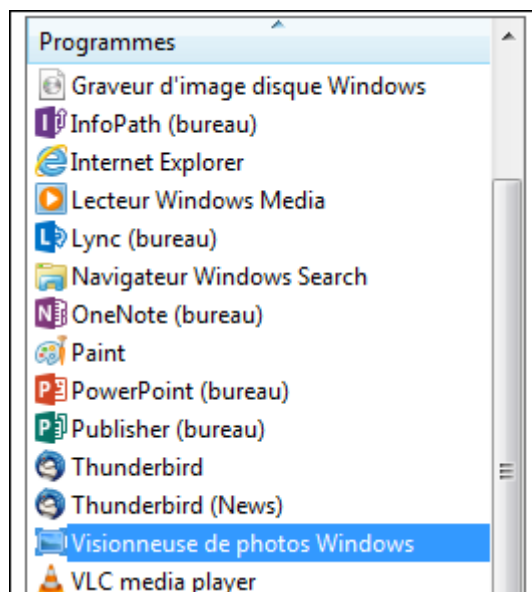 Programmes
Graveur d'image disque Windows
InfoPath (bureau)
Internet Explorer
Lecteur Windows Media
Lync (bureau)
Navigateur Windows Search
OneNote (bureau)
Paint
PowerPoint (bureau)
Publisher (bureau)
Thunderbird
Thunderbird (News)
Visionneuse de photos Windows
VLC media player